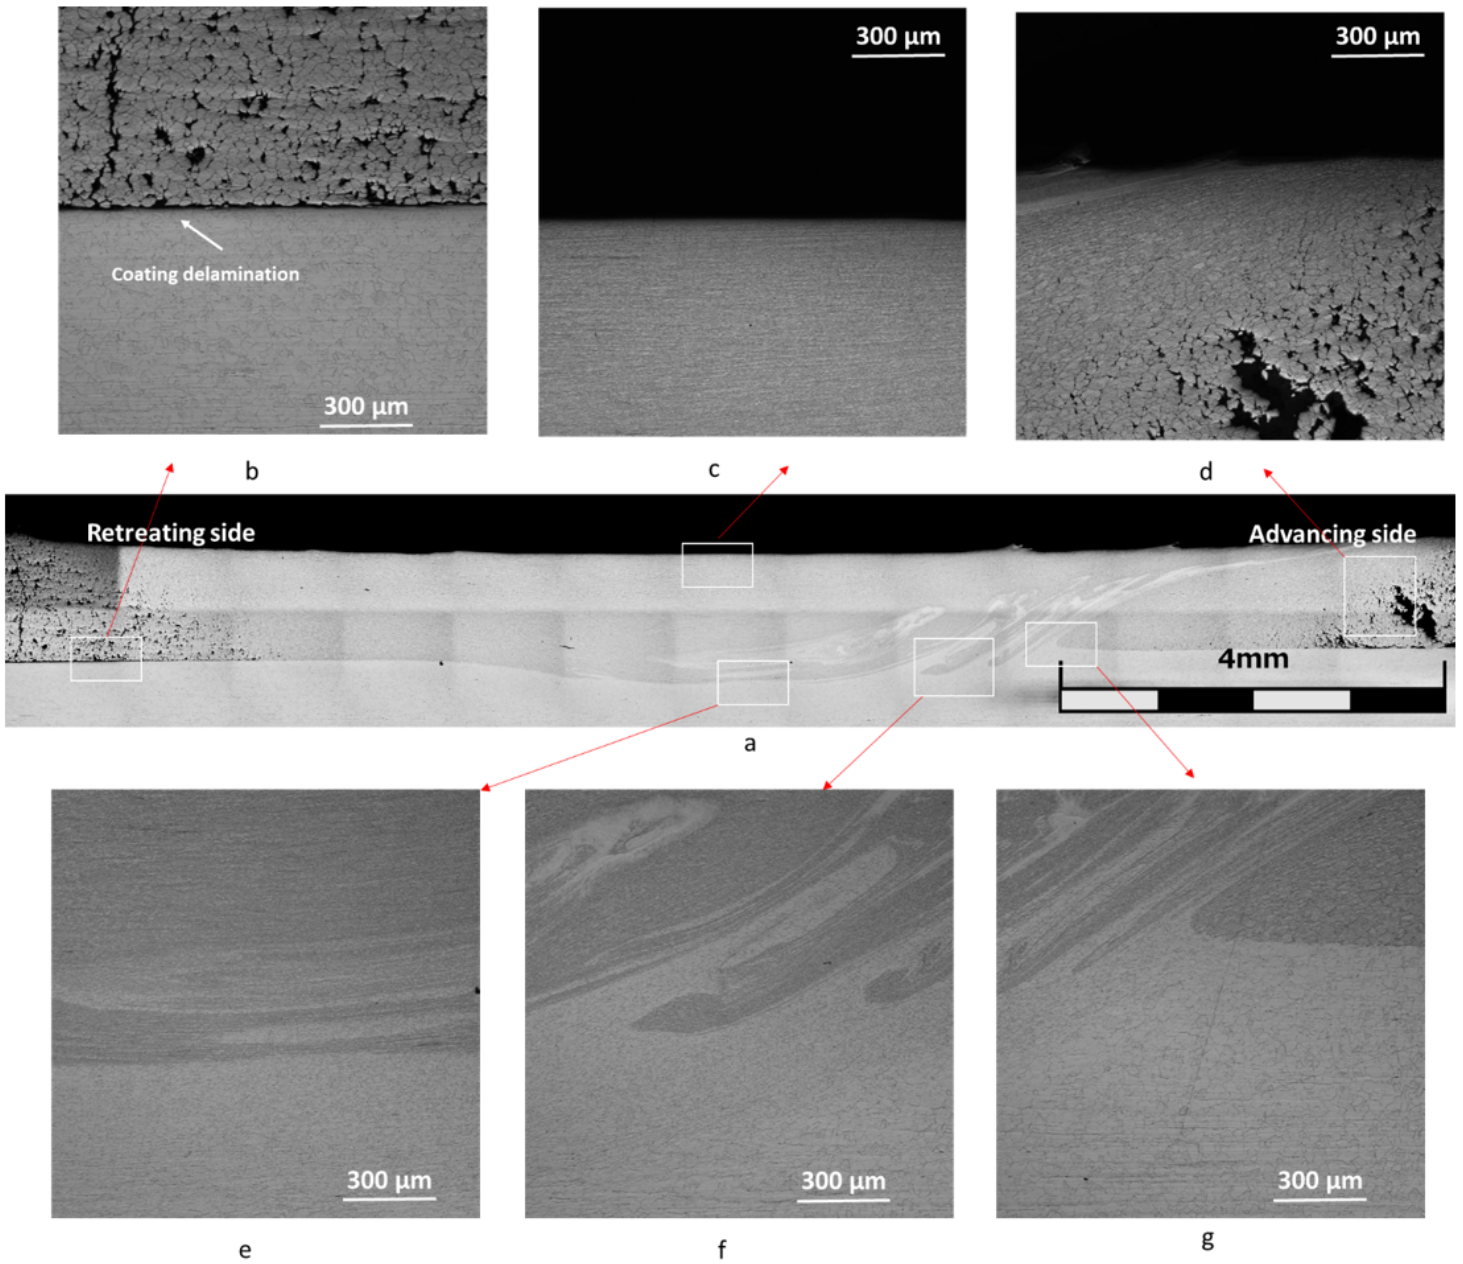 300 µm
300 µm
Coating delamination
300 µm
b
c
d
Retreating side
Advancing side
4mm
a
300 µm
300 µm
300 µm
e
f
g